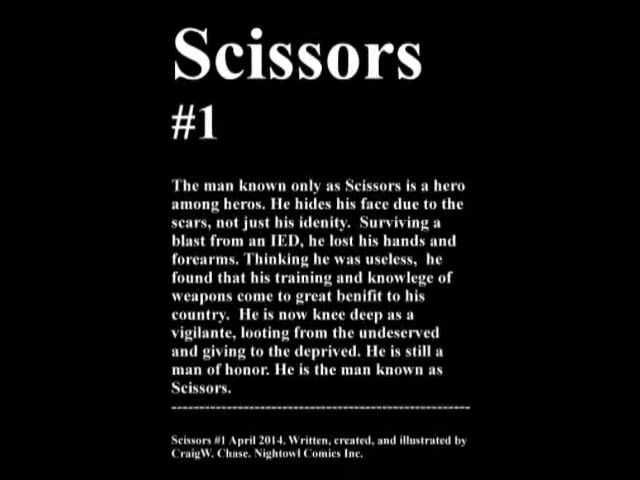 Scissors
#1
The man known only as Scissors is a hero
among heros. He hides his face due to the
scars, not just his idenity.  Surviving a
blast from an IED, he lost his hands and
forearms. Thinking he was useless,  he
found that his training and knowlege of
weapons come to great benifit to his
country.  He is now knee deep as a
vigilante, looting from the undeserved
and giving to the deprived. He is still a
man of honor. He is the man known as
Scissors.
Scissors #1 April 2014. Written, created, and illustrated by
CraigW. Chase. Nightowl Comics Inc.